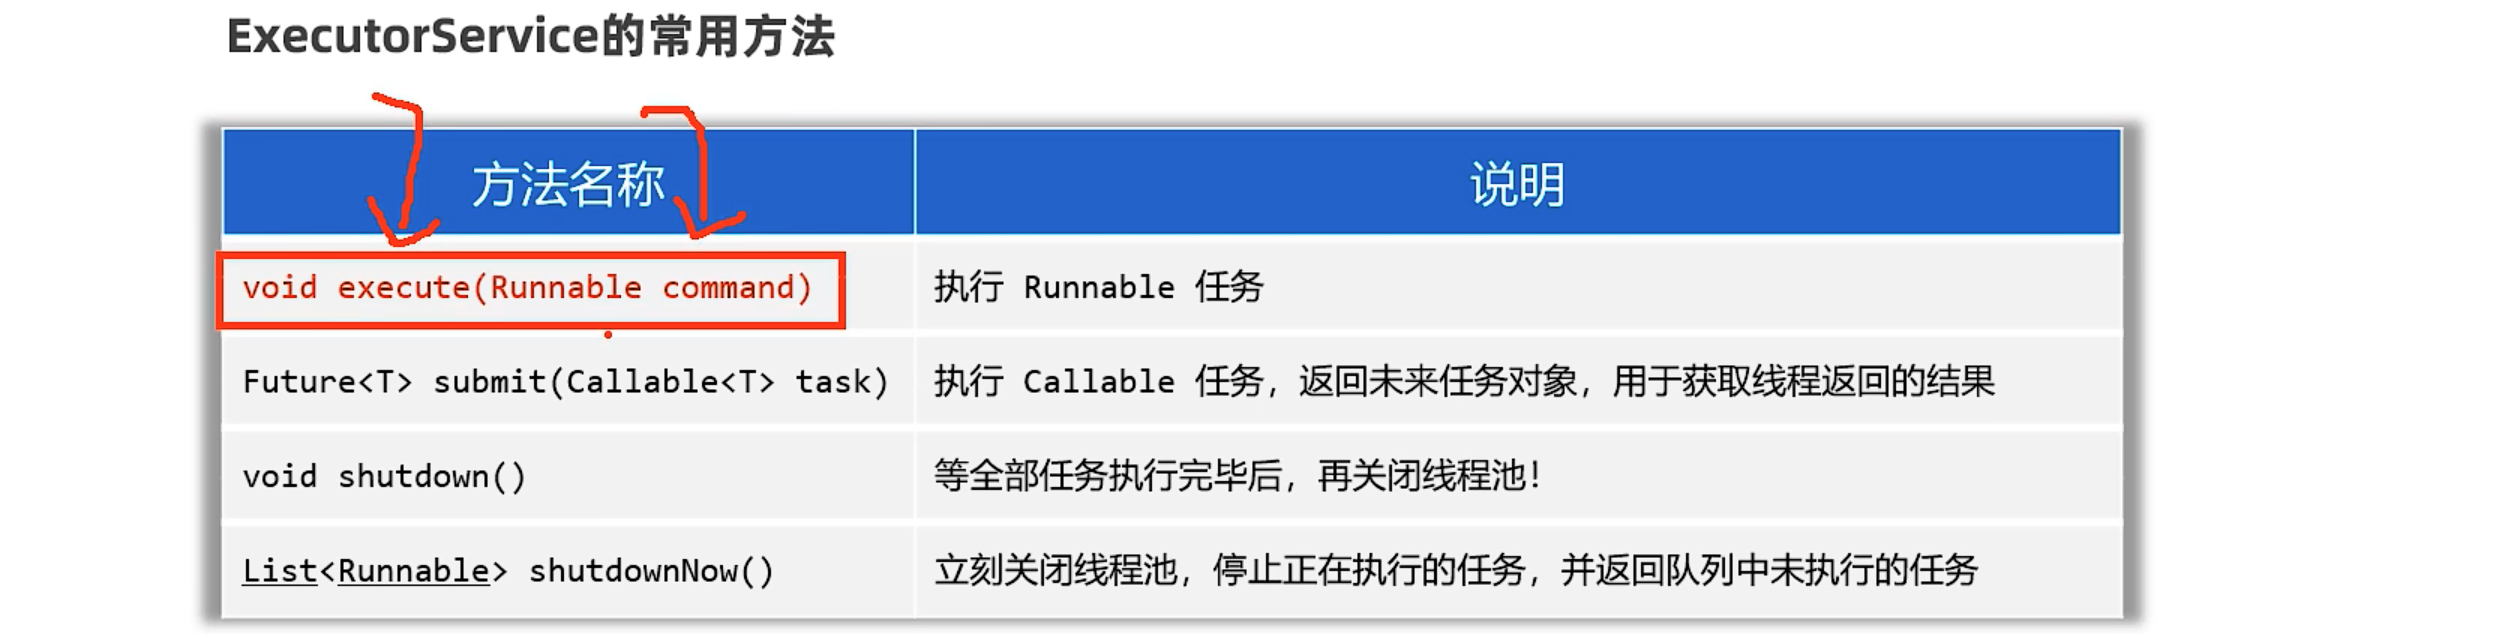 ExecutorService的常用方法
方法名称 说明
void execute(Runnable command) 执行 Runnable 任务
Future<T> submit(Callable<T> task) 执行 Callable 任务，返回未来任务对象，用于获取线程返回的结果
void shutdown() 等全部任务执行完毕后，再关闭线程池！
List<Runnable> shutdownNow() 立刻关闭线程池，停止正在执行的任务，并返回队列中未执行的任务